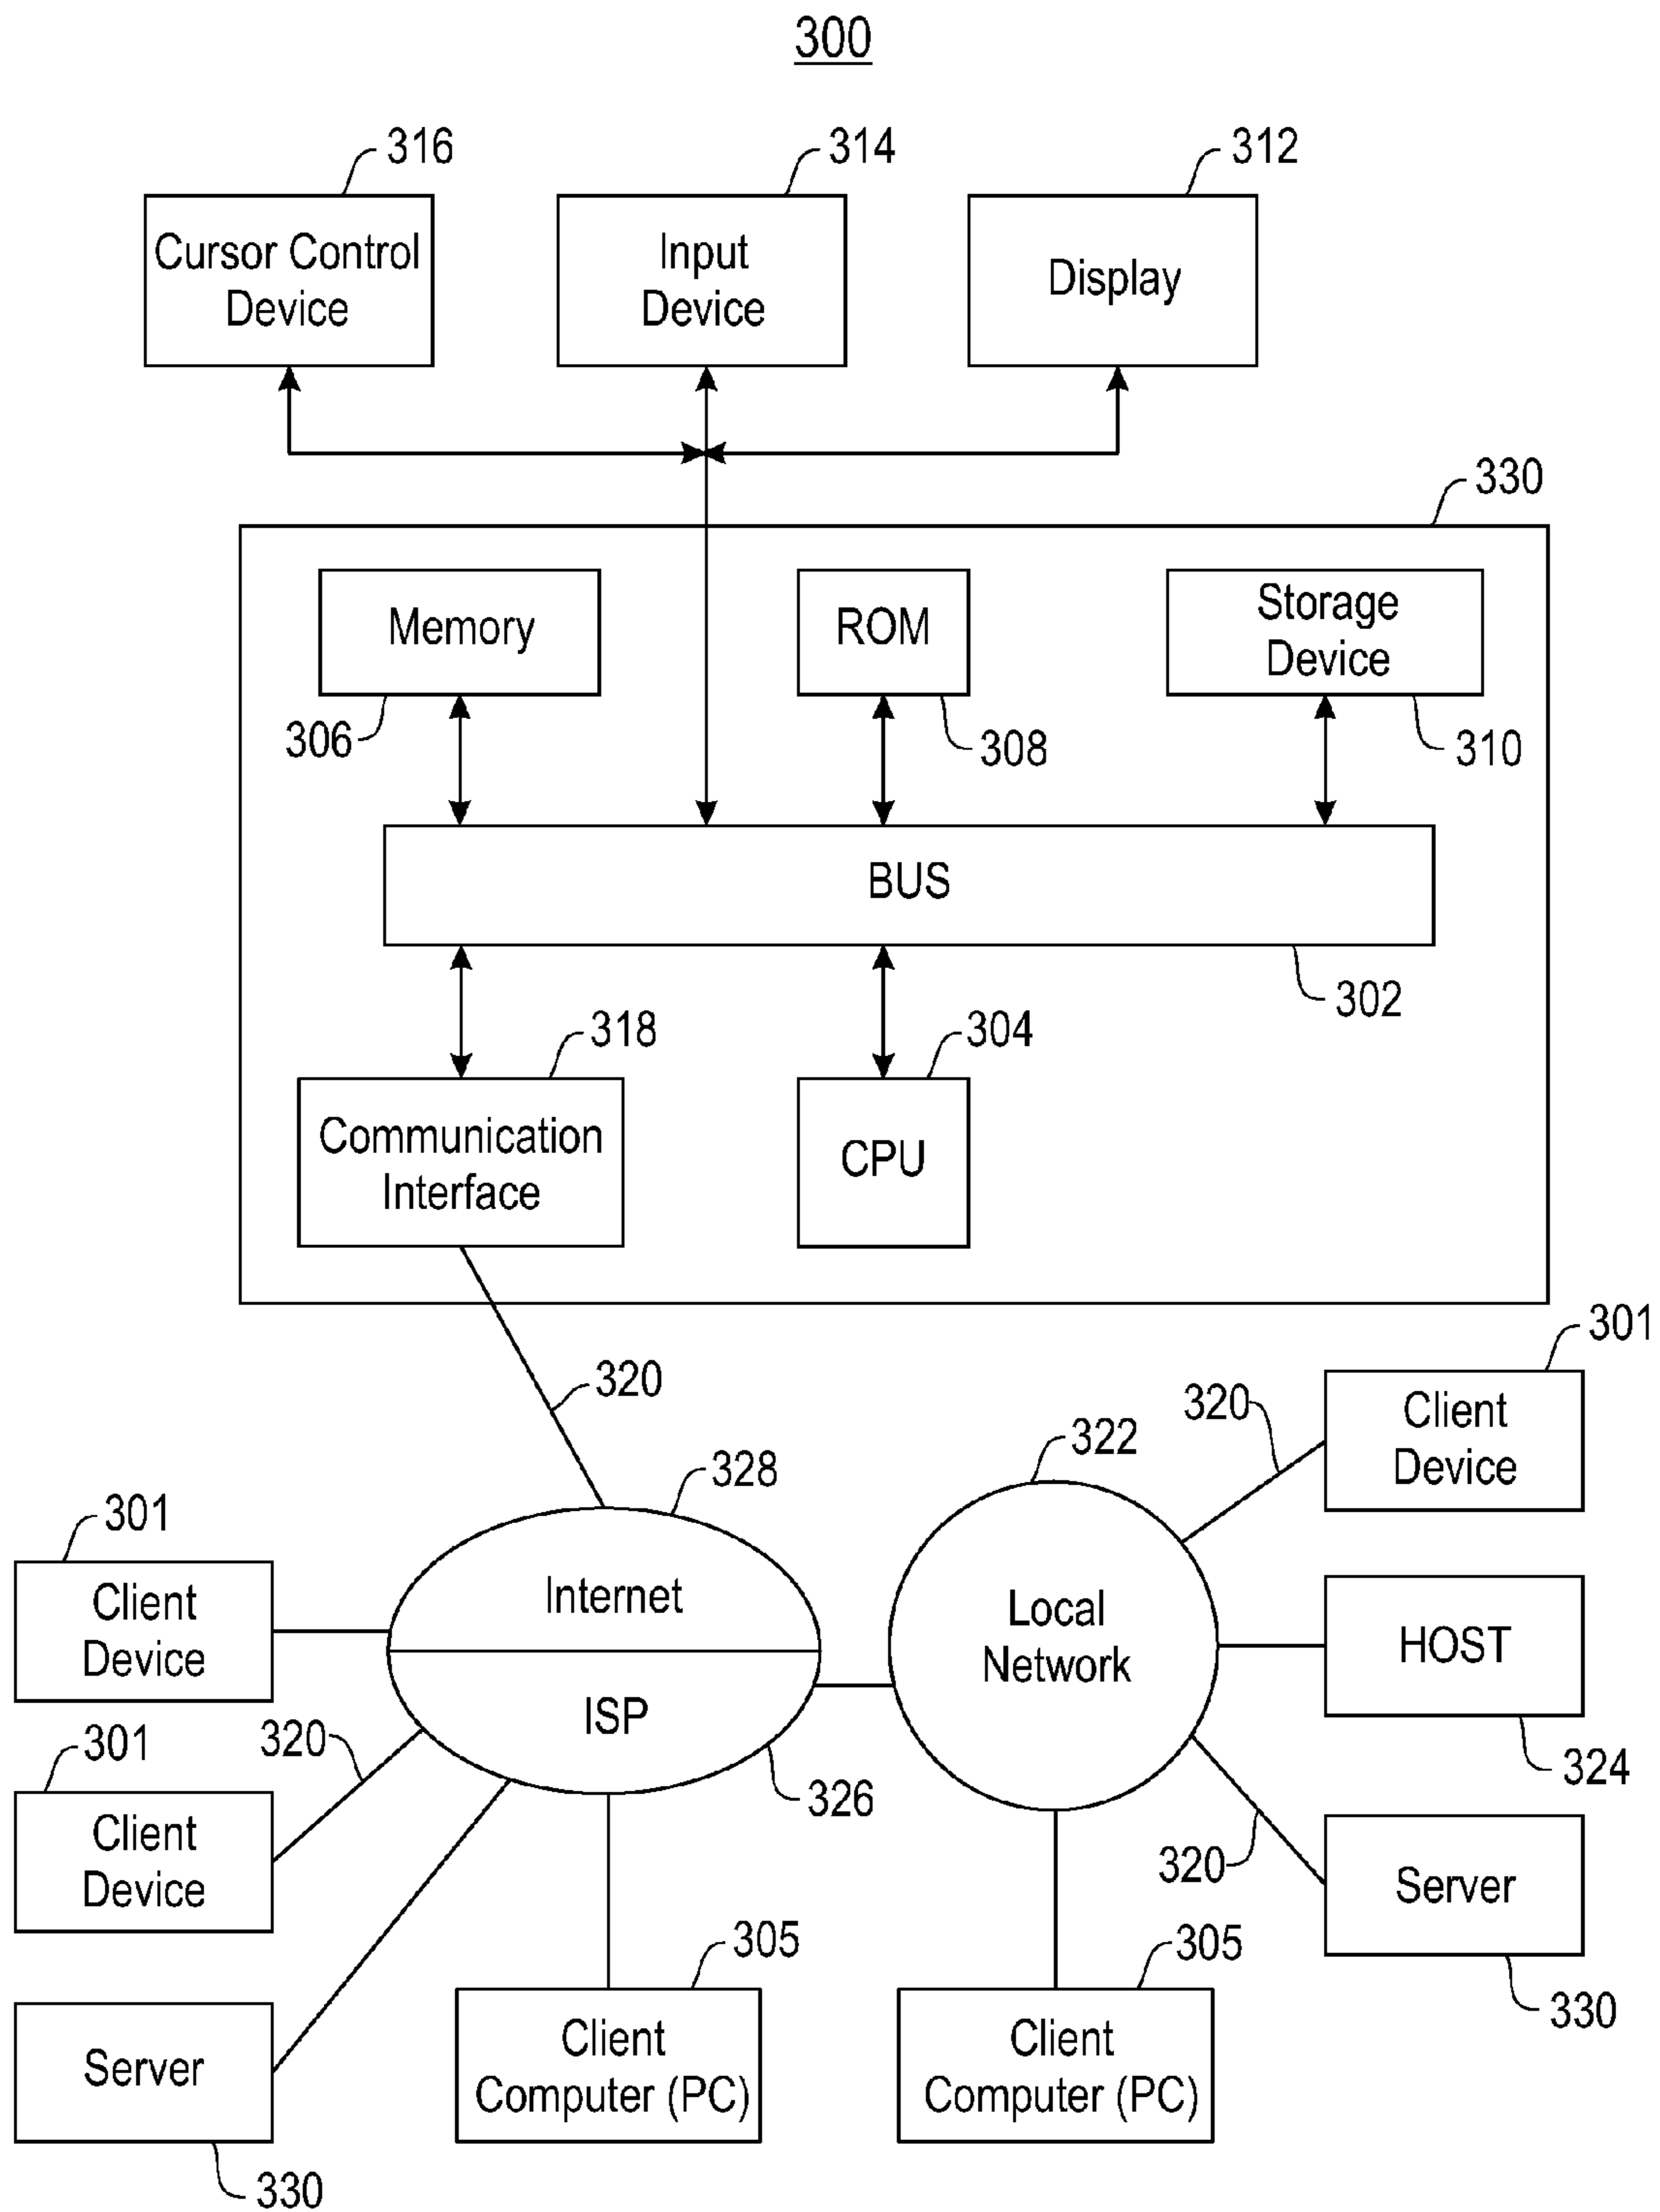 300
316
314
312
Cursor Control
Device
Input
Device
Display
330
Memory
ROM
Storage
Device
306
308
310
BUS
302
318
304
Communication
Interface
CPU
301
320
320
Client
Device
322
328
301
Internet
Local
Network
Client
Device
HOST
ISP
301
320
324
326
Client
Device
320
Server
305
305
330
Server
Client
Computer (PC)
Client
Computer (PC)
330